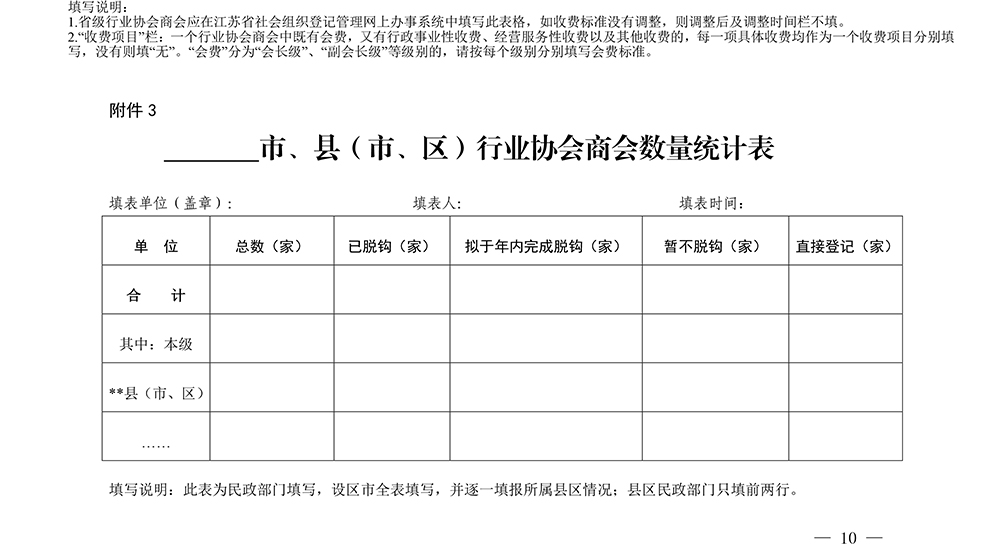 填写说明：
1.省级行业协会商会应在江苏省社会组织登记管理网上办事系统中填写此表格，如收费标准没有调整，则调整后及调整时间栏不填。
2.“收费项目”栏：一个行业协会商会中既有会费，又有行政事业性收费、经营服务性收费以及其他收费的，每一项具体收费均作为一个收费项目分别填
写，没有则填“无”。“会费”分为“会长级”、“副会长级”等级别的，请按每个级别分别填写会费标准。
附件 3
________市、县（市、区）行业协会商会数量统计表
填表单位（盖章）： 填表人： 填表时间：
单 位 总数（家） 已脱钩（家） 拟于年内完成脱钩（家） 暂不脱钩（家） 直接登记（家）
合 计
其中：本级
**县（市、区）
……
填写说明：此表为民政部门填写，设区市全表填写，并逐一填报所属县区情况；县区民政部门只填前两行。
— 10 —